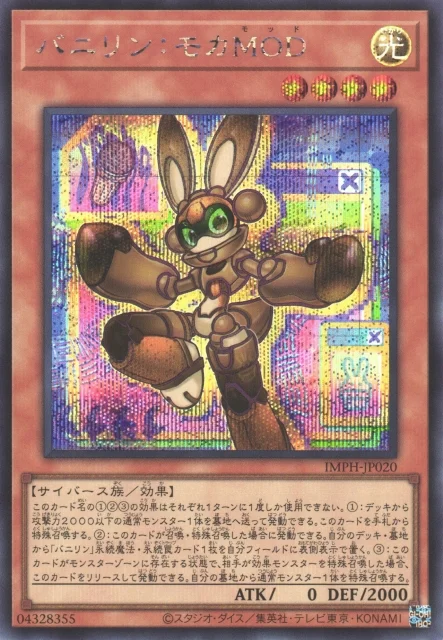 バニリン：モカMOD
モッド
光
IMPH-JP020
【サイバース族／効果】
このカード名の①②③の効果はそれぞれ１ターンに１度しか使用できない。①：デッキから
攻撃力２０００以下の通常モンスター１体を墓地へ送って発動できる。このカードを手札から
特殊召喚する。②：このカードが召喚・特殊召喚した場合に発動できる。自分のデッキ・墓地
から「バニリン」永続魔法・永続罠カード１枚を自分フィールドに表側表示で置く。③：この
カードがモンスターゾーンに存在する状態で、相手が効果モンスターを特殊召喚した場合、
このカードをリリースして発動できる。自分の墓地から通常モンスター１体を特殊召喚する。
ATK/ 0 DEF/2000
04328355
©スタジオ・ダイス／集英社・テレビ東京・KONAMI